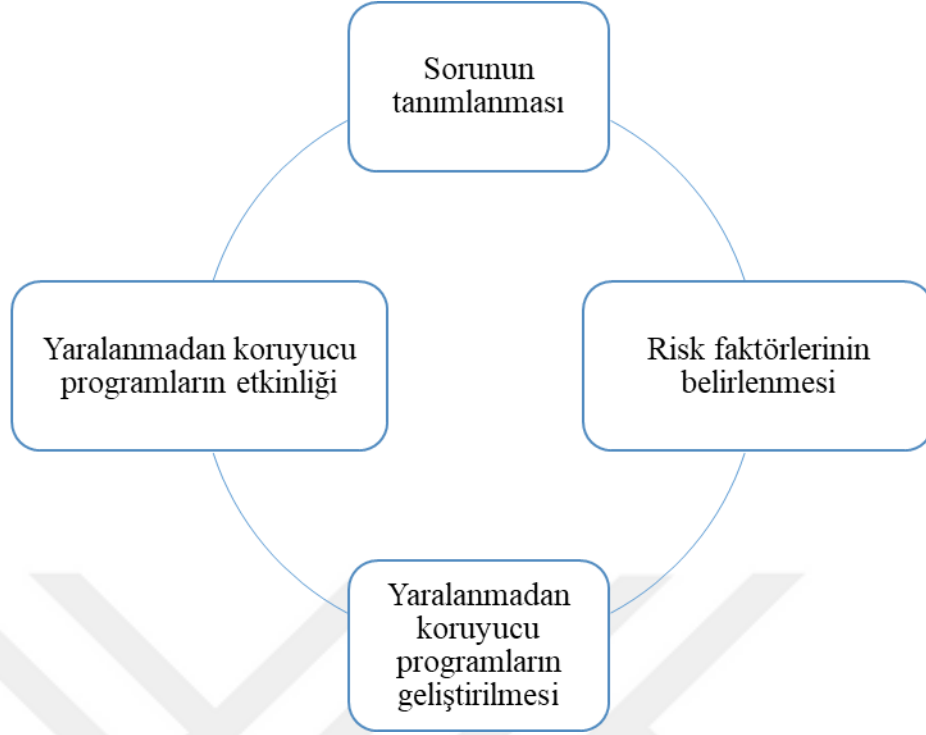 Sorunun
tanımlanması
Risk faktörlerinin
belirlenmesi
Yaralanmadan
koruyucu
programların
geliştirilmesi
Yaralanmadan koruyucu
programların etkinliği